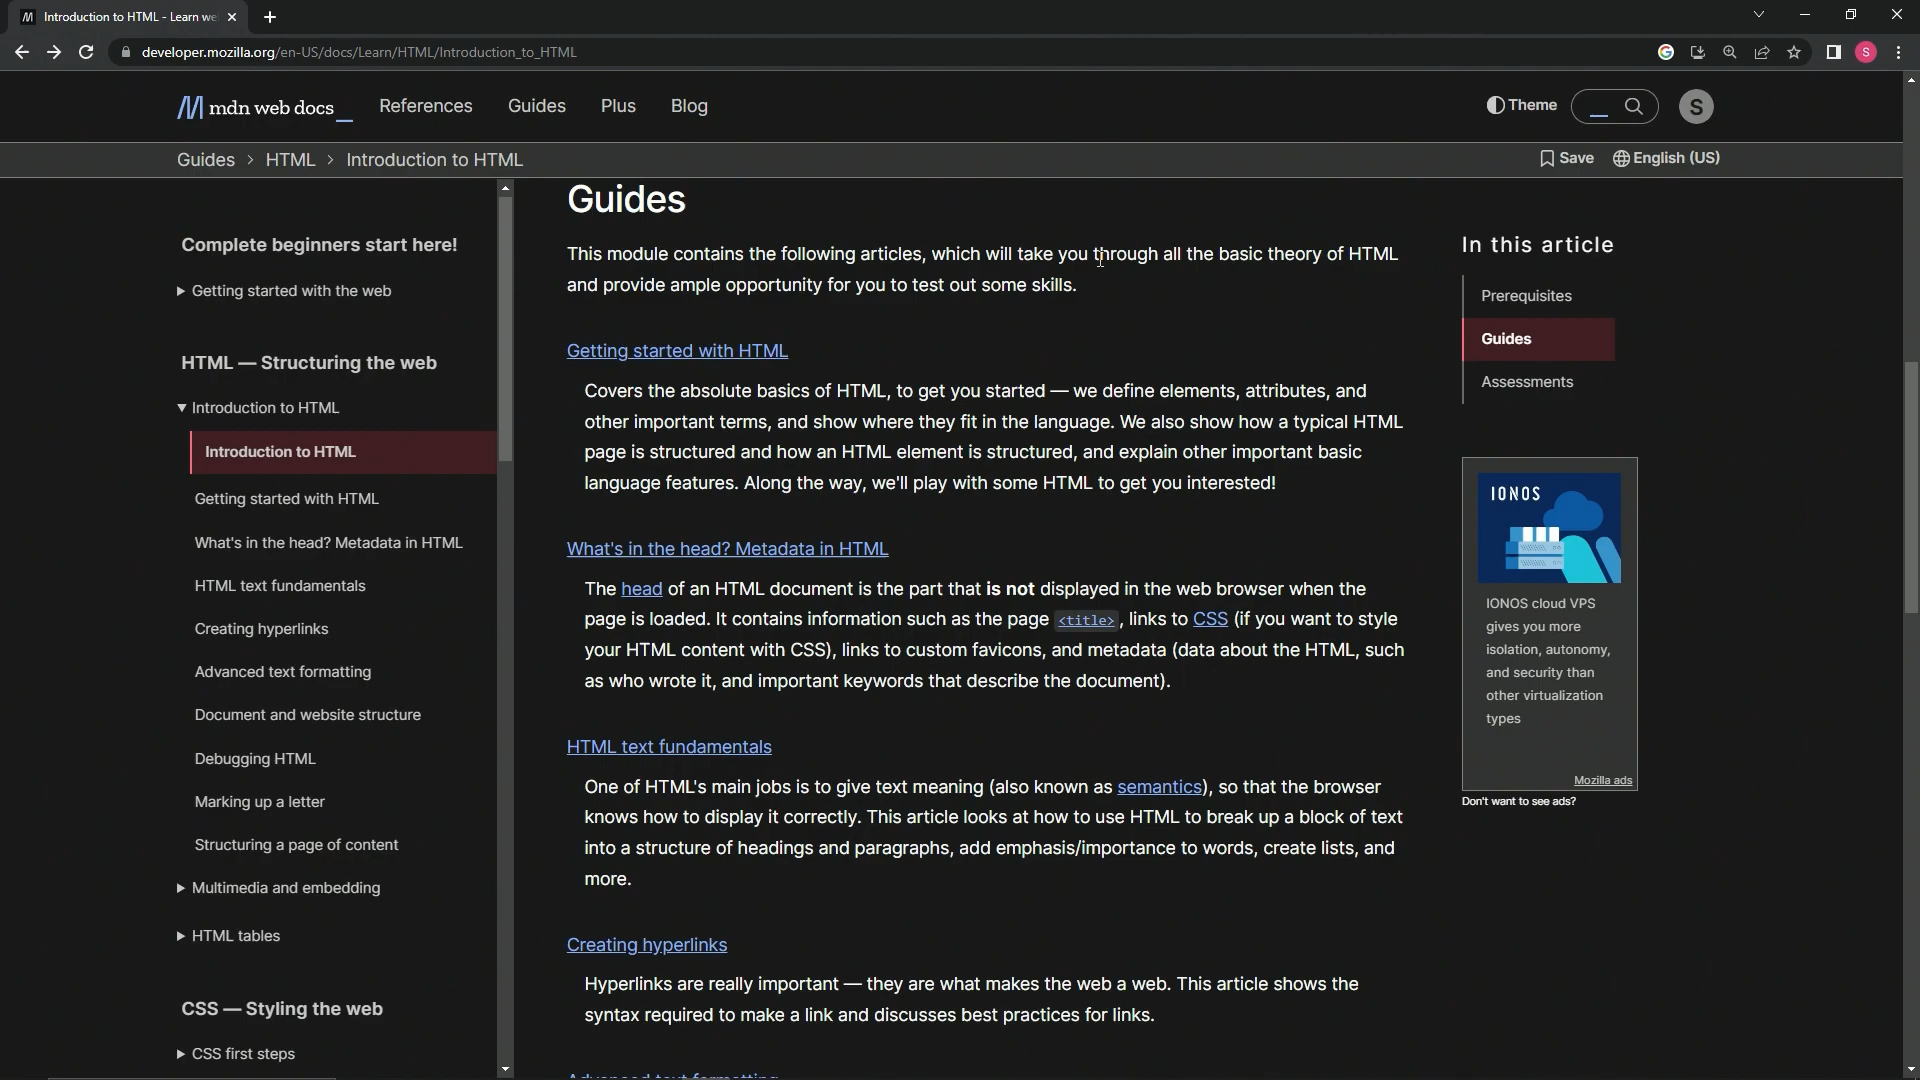 Introduction to HTML - Learn we
developer.mozilla.org/en-US/docs/Learn/HTML/Introduction_to_HTML
S
mdn web docs_
References
Guides
Plus
Blog
Theme
S
Guides > HTML > Introduction to HTML
Save
English (US)
Complete beginners start here!
Getting started with the web
HTML — Structuring the web
Introduction to HTML
Introduction to HTML
Getting started with HTML
What's in the head? Metadata in HTML
HTML text fundamentals
Creating hyperlinks
Advanced text formatting
Document and website structure
Debugging HTML
Marking up a letter
Structuring a page of content
Multimedia and embedding
HTML tables
CSS — Styling the web
CSS first steps
Guides
This module contains the following articles, which will take you through all the basic theory of HTML
and provide ample opportunity for you to test out some skills.
Getting started with HTML
Covers the absolute basics of HTML, to get you started — we define elements, attributes, and
other important terms, and show where they fit in the language. We also show how a typical HTML
page is structured and how an HTML element is structured, and explain other important basic
language features. Along the way, we'll play with some HTML to get you interested!
What's in the head? Metadata in HTML
The head of an HTML document is the part that is not displayed in the web browser when the
page is loaded. It contains information such as the page <title>, links to CSS (if you want to style
your HTML content with CSS), links to custom favicons, and metadata (data about the HTML, such
as who wrote it, and important keywords that describe the document).
HTML text fundamentals
One of HTML's main jobs is to give text meaning (also known as semantics), so that the browser
knows how to display it correctly. This article looks at how to use HTML to break up a block of text
into a structure of headings and paragraphs, add emphasis/importance to words, create lists, and
more.
Creating hyperlinks
Hyperlinks are really important — they are what makes the web a web. This article shows the
syntax required to make a link and discusses best practices for links.
Advanced text formatting
In this article
Prerequisites
Guides
Assessments
IONOS
IONOS cloud VPS
gives you more
isolation, autonomy,
and security than
other virtualization
types
Mozilla ads
Don't want to see ads?